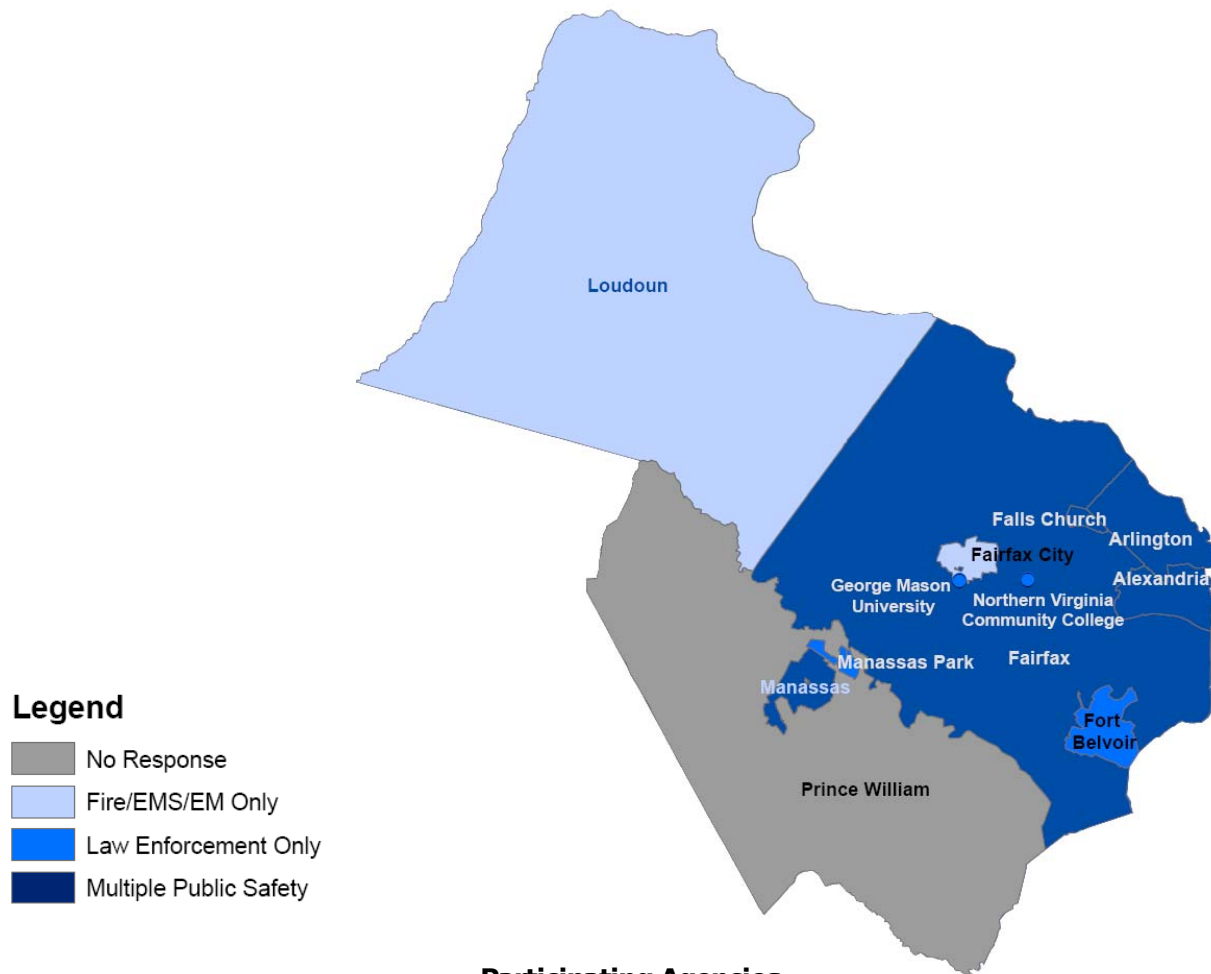 Loudoun
Falls Church
Arlington
Fairfax City
Alexandria
George Mason
University
Northern Virginia
Community College
Manassas Park
Fairfax
Manassas
Fort
Belvoir
Prince William
Legend
No Response
Fire/EMS/EM Only
Law Enforcement Only
Multiple Public Safety
Participating Agencies